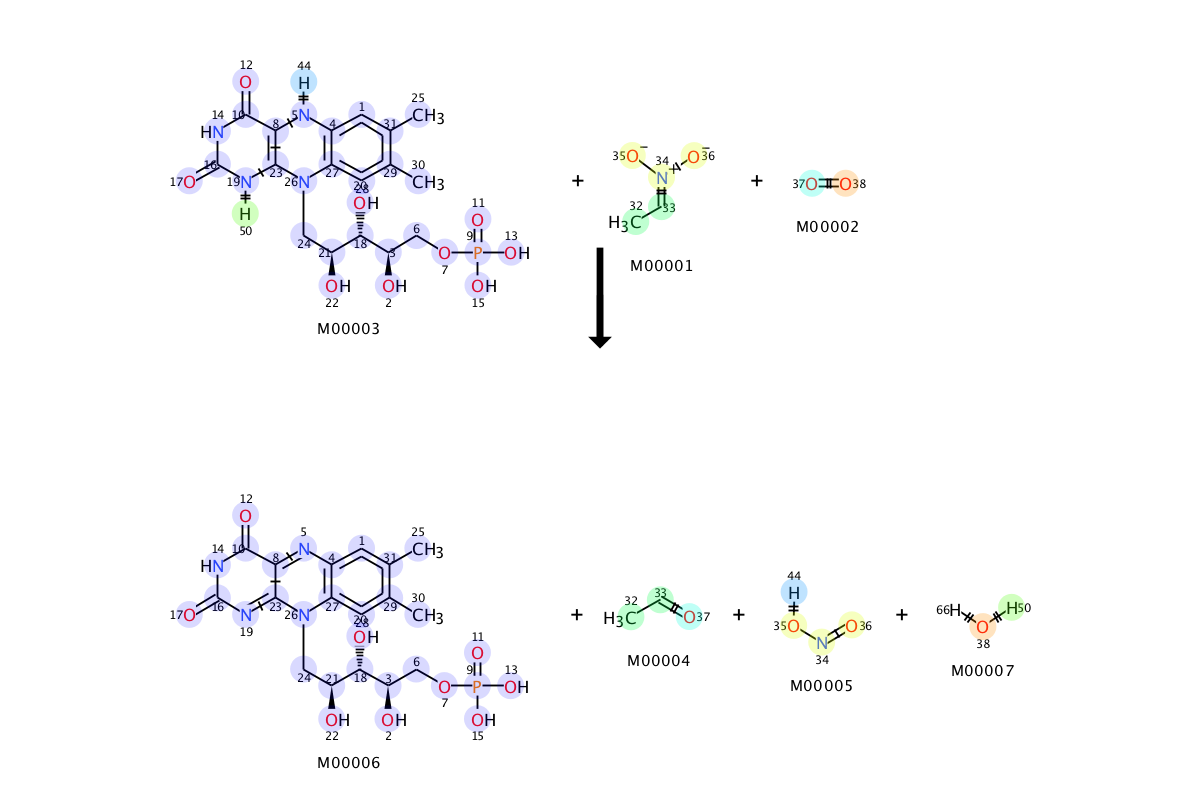 12 44
O H
14 10 8 5 4 1 31 25
HN N CH3
16 23 26 27 29 30
17 O 19 N N CH3
H 20 28 OH
50
24 21 18 3 6 O 7 9 P 11 O 13 OH
OH OH OH
22 2 15
M00003
+
35 O − 34 N + O − 36
32 H3C 33
M00001
+
37 O O 38
M00002
12
O 5
14 10 8 N 4 1 31 25
HN CH3
16 23 26 27 29 30
17 O N N CH3
19 20 28 OH
24 21 18 3 6 O 7 9 P 11 O 13 OH
OH OH OH
22 2 15
M00006
+
32 H3C 33 O 37
M00004
+
44 H
35 O N O 36
34
M00005
+
66 H O H 50
38
M00007